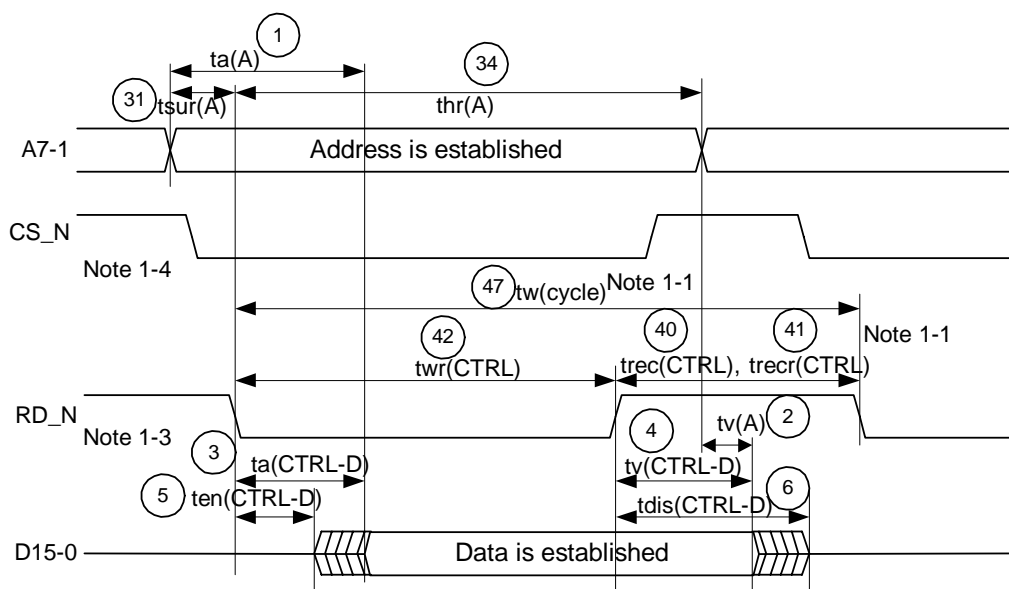 1
ta(A)
34
31
tsur(A)
thr(A)
A7-1
Address is established
CS_N
Note 1-4
47
tw(cycle)
Note 1-1
42
40
41
Note 1-1
twr(CTRL)
trec(CTRL), trecr(CTRL)
RD_N
Note 1-3
3
4
tv(A)
2
ta(CTRL-D)
tv(CTRL-D)
5
ten(CTRL-D)
tdis(CTRL-D)
6
D15-0
Data is established